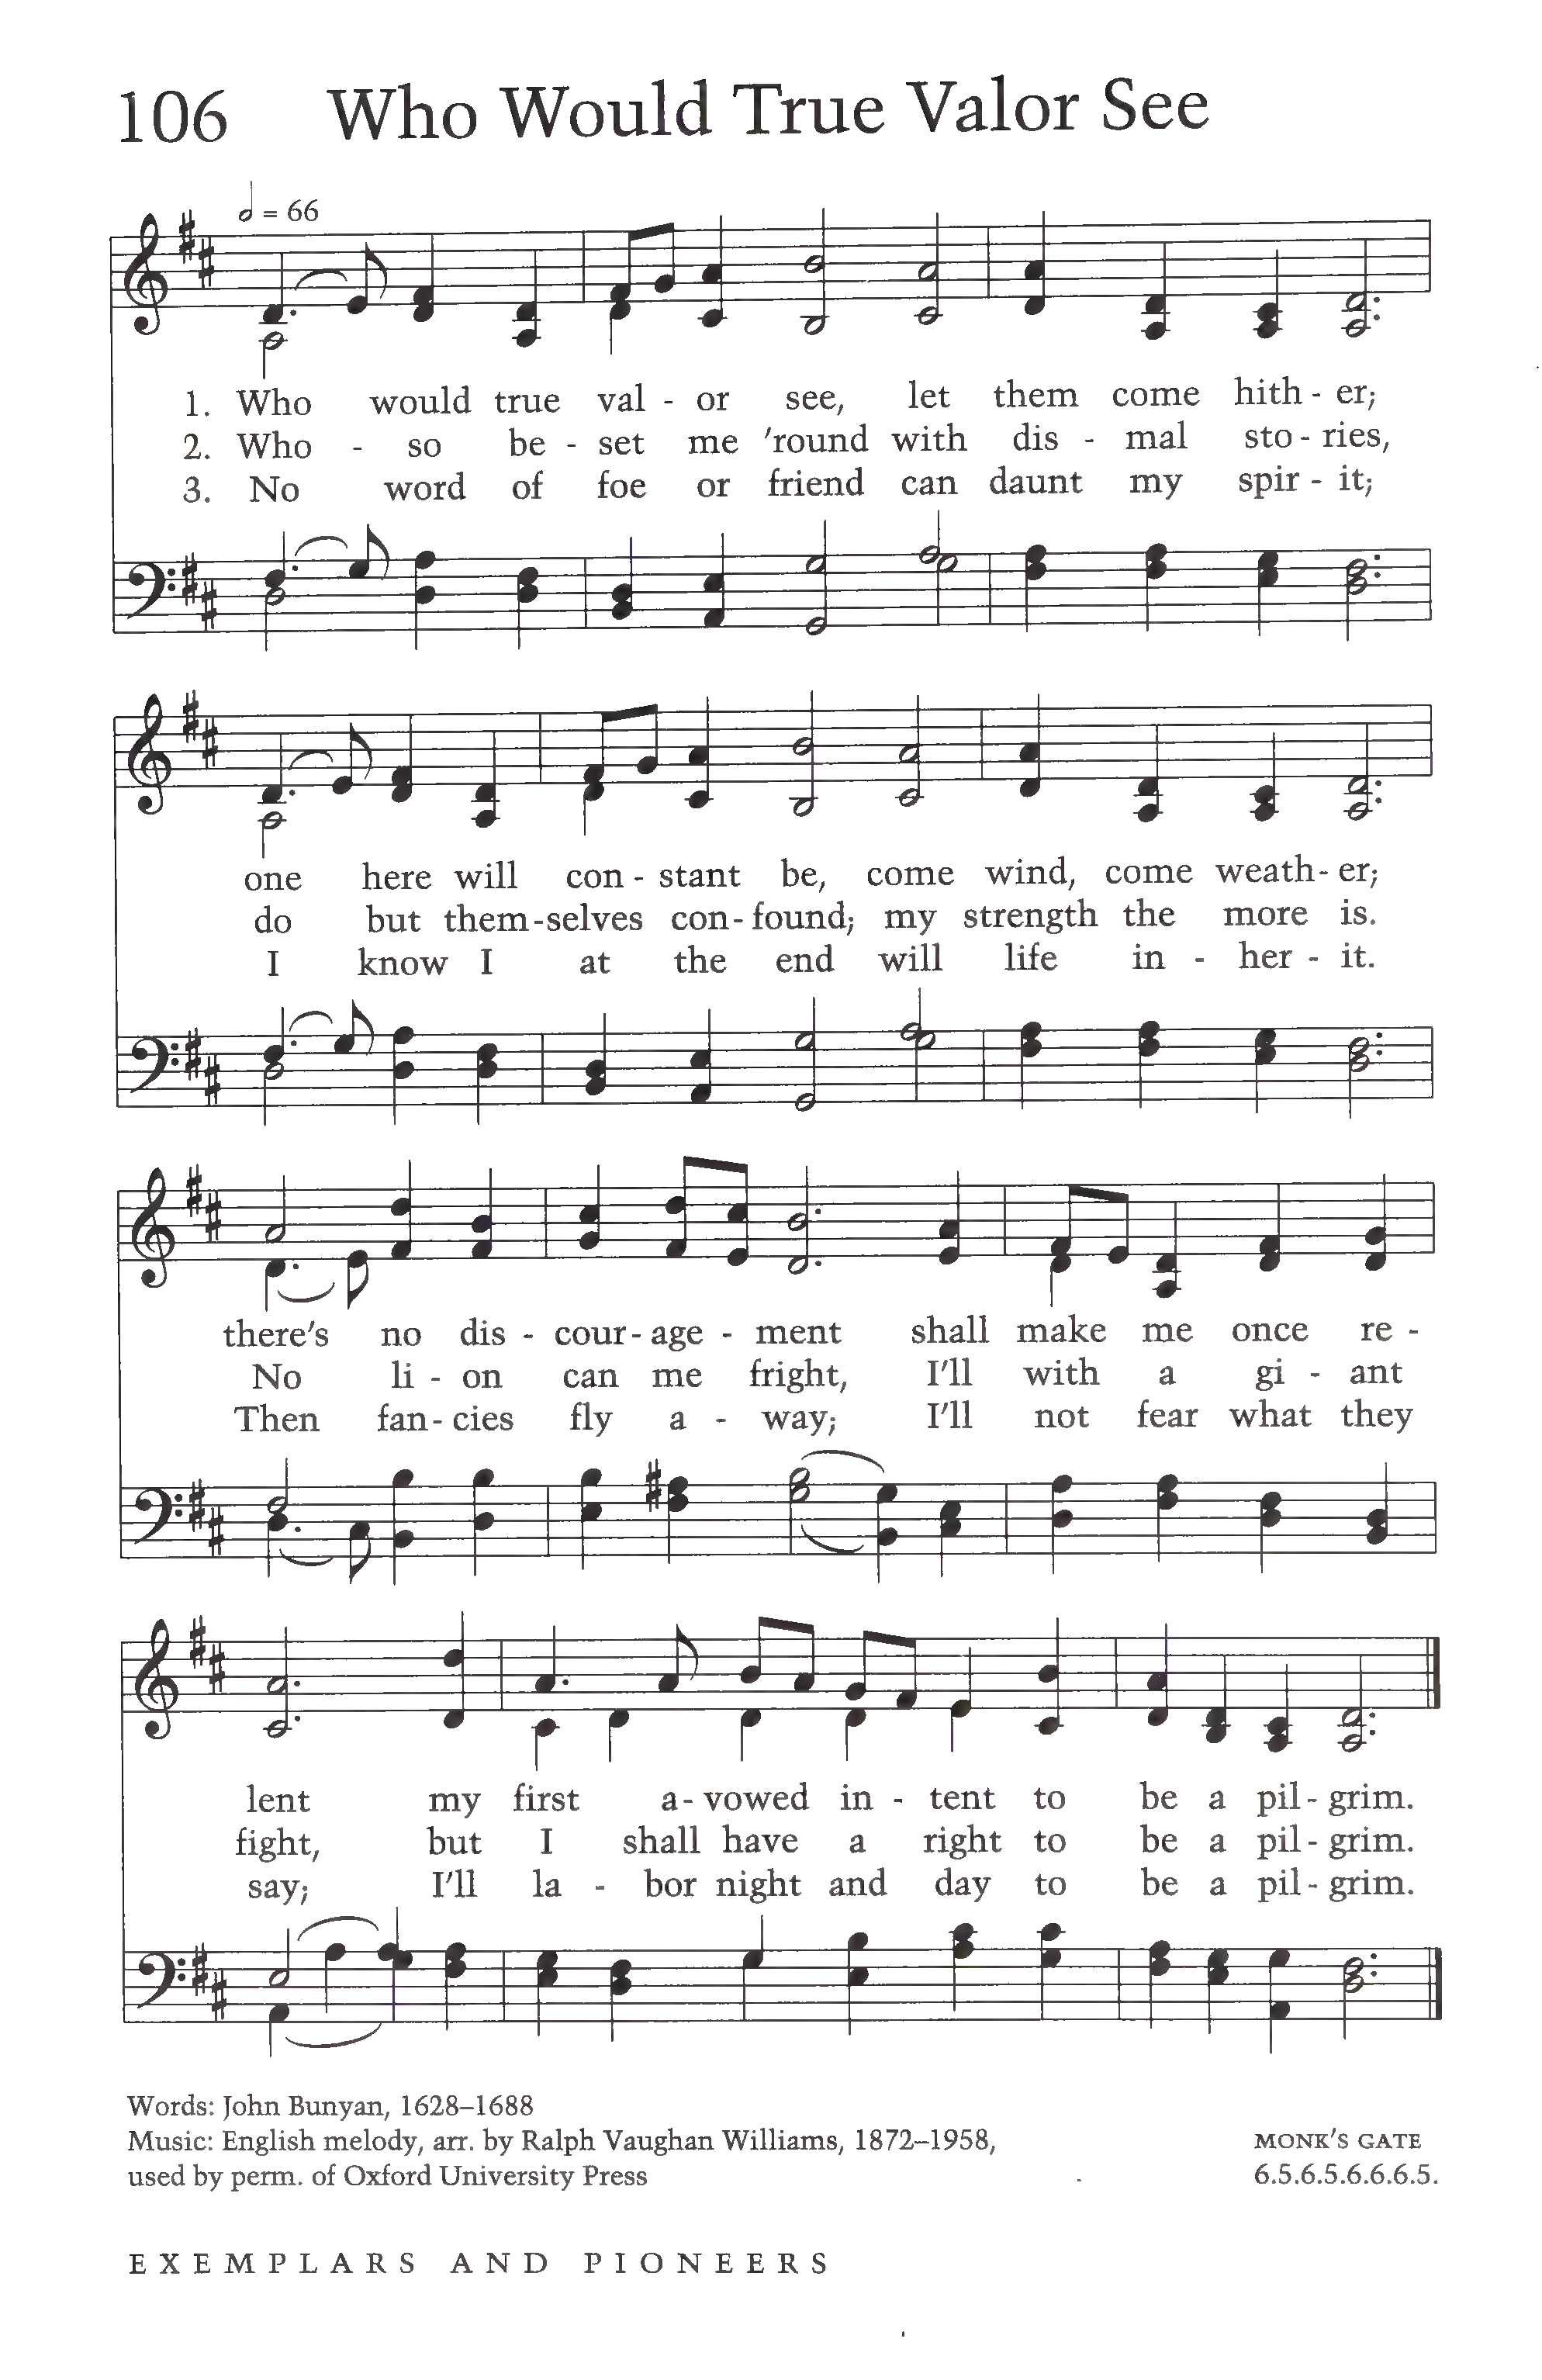 106 Who Would True Valor See
𝅗𝅥 = 66
1. Who would true val - or see, let them come hith - er;
2. Who - so be - set me 'round with dis - mal sto - ries,
3. No word of foe or friend can daunt my spir - it;
one here will con - stant be, come wind, come weath - er;
do but them - selves con - found; my strength the more is.
I know I at the end will life in - her - it.
there's no dis - cour - age - ment shall make me once re -
No li - on can me fright, I'll with a gi - ant
Then fan - cies fly a - way; I'll not fear what they
lent my first a - vowed in - tent to be a pil - grim.
fight, but I shall have a right to be a pil - grim.
say; I'll la - bor night and day to be a pil - grim.
Words: John Bunyan, 1628–1688
Music: English melody, arr. by Ralph Vaughan Williams, 1872–1958, MONK'S GATE
used by perm. of Oxford University Press 6.5.6.5.6.6.6.5.
EXEMPLARS AND PIONEERS